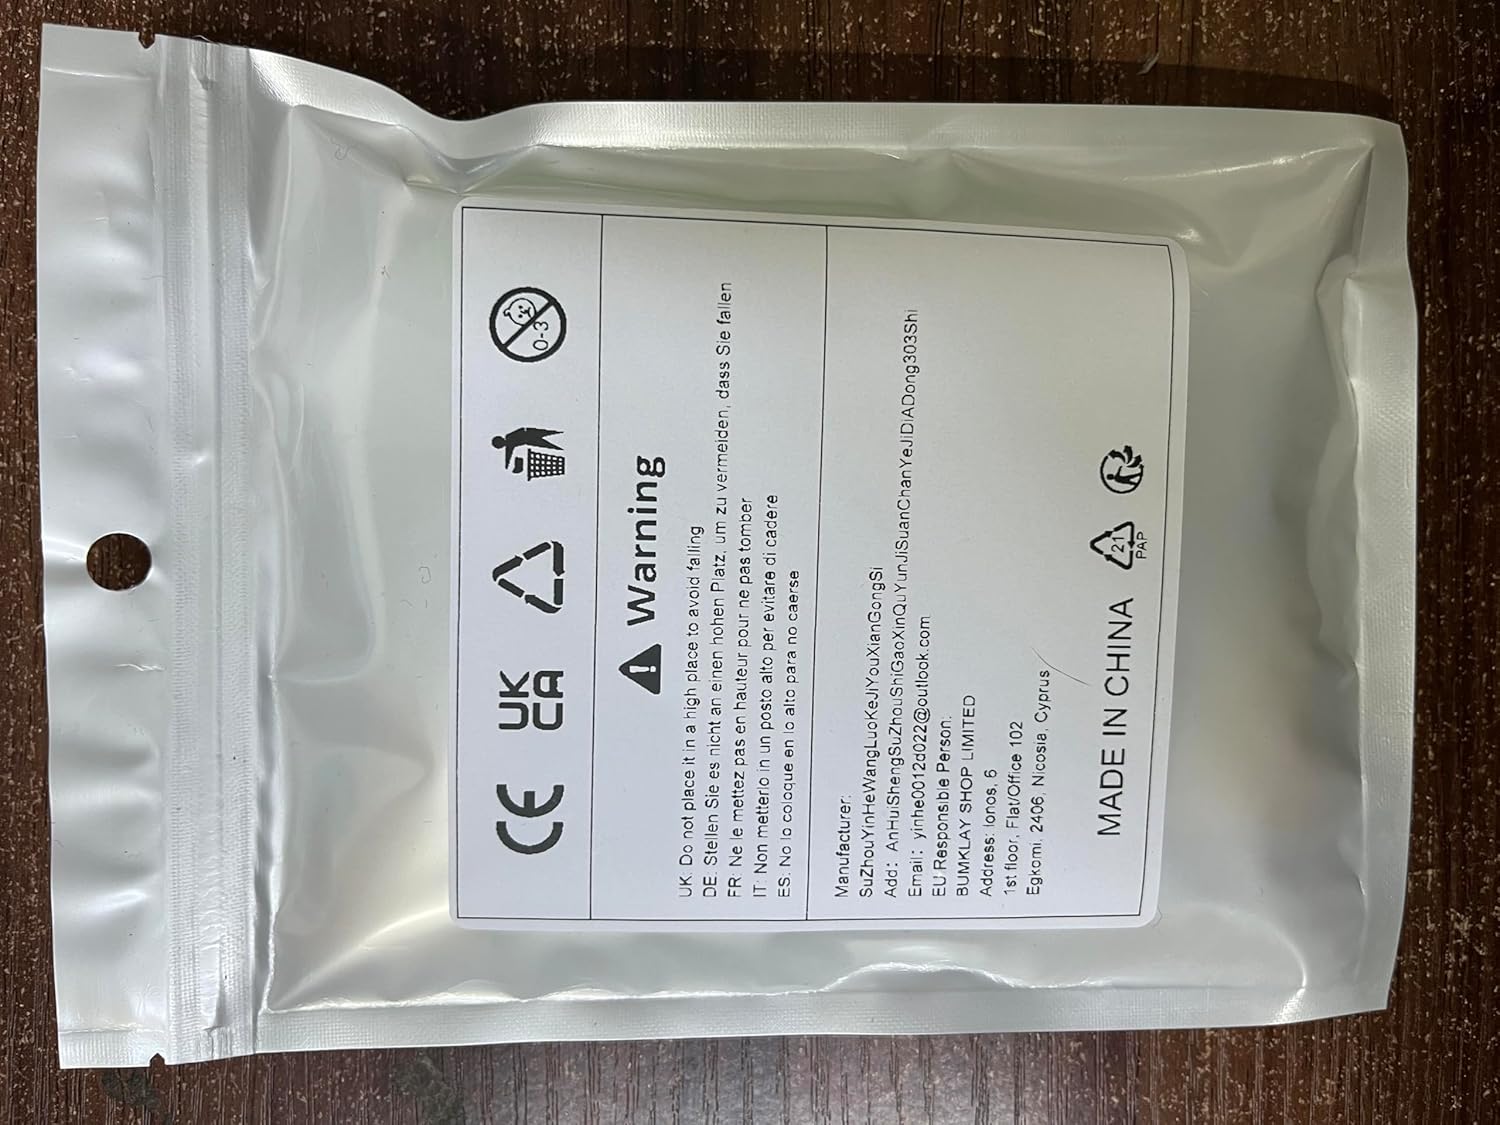 CE
UK
CA
0-3
Warning
UK: Do not place it in a high place to avoid falling
DE: Stellen Sie es nicht an einen hohen Platz, um zu vermeiden, dass Sie fallen
FR: Ne le mettez pas en hauteur pour ne pas tomber
IT: Non metterlo in un posto alto per evitare di cadere
ES: No lo coloque en lo alto para no caerse
Manufacturer:
SuZhouYinHeWangLuoKeJiYouXianGongSi
Add: AnHuiShengSuZhouShiGaoXinQuYunJiSuanChanYeJiDiADong303Shi
Email: yinhe0012do22@outlook.com
EU Responsible Person:
BUMKLAY SHOP LIMITED
Address: Ionos, 6
1st floor, Flat/Office 102
Egkomi, 2406, Nicosia, Cyprus
MADE IN CHINA
21
PAP